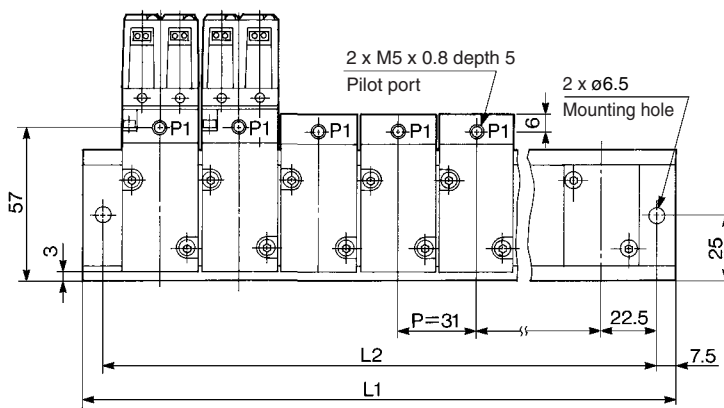 2 x M5 x 0.8 depth 5
Pilot port
2 x ø6.5
Mounting hole
P1
P1
P1
P1
P1
6
57
3
25
P=31
22.5
L2
7.5
L1